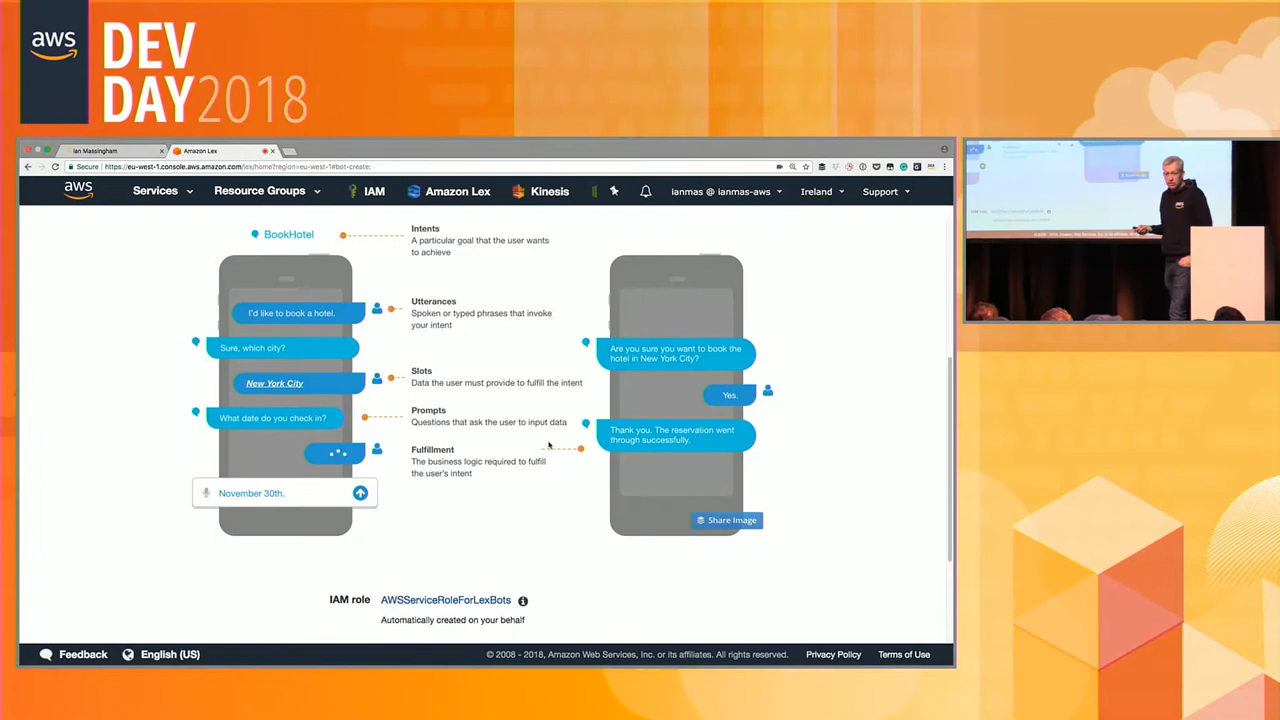 aws
DEV
DAY2018
Ian Massingham
Amazon Lex
Secure
https://eu-west-1.console.aws.amazon.com/lex/home?region=eu-west-1#bot-create:
aws
Services
Resource Groups
IAM
Amazon Lex
Kinesis
ianmas @ ianmas-aws
Ireland
Support
BookHotel
Intents
A particular goal that the user wants
to achieve
I'd like to book a hotel.
Utterances
Spoken or typed phrases that invoke
your intent
Sure, which city?
New York City
Slots
Data the user must provide to fulfill the intent
What date do you check in?
Prompts
Questions that ask the user to input data
Fulfillment
The business logic required to fulfill
the user's intent
November 30th.
Are you sure you want to book the
hotel in New York City?
Yes.
Thank you. The reservation went
through successfully.
Share Image
IAM role
AWSServiceRoleForLexBots
Automatically created on your behalf
Feedback
English (US)
© 2008 - 2018, Amazon Web Services, Inc. or its affiliates. All rights reserved.
Privacy Policy
Terms of Use